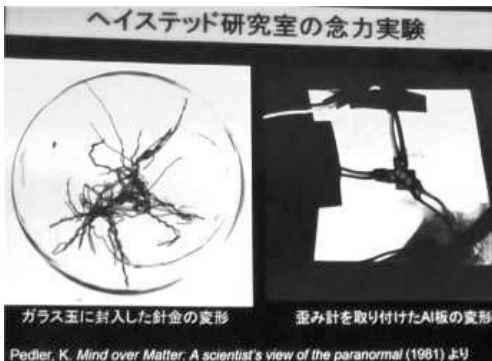 ヘイステッド研究室の念力実験
ガラス玉に封入した針金の変形
歪み計を取り付けたAl板の変形
Pedler, K. Mind over Matter: A scientist's view of the paranormal (1981) より